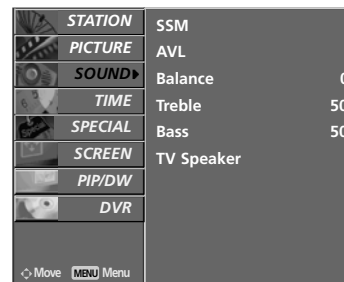 STATION
PICTURE
SOUND
TIME
SPECIAL
SCREEN
PIP/DW
DVR
Move MENU Menu
SSM
AVL
Balance 0
Treble 50
Bass 50
TV Speaker